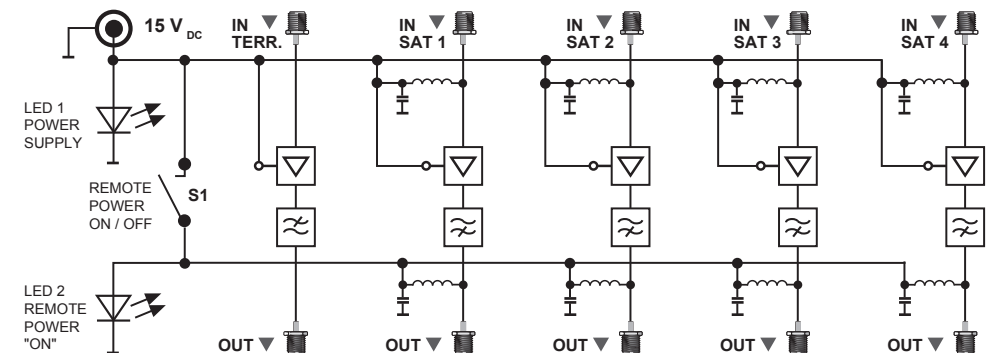 15 V DC
IN TERR.
IN SAT 1
IN SAT 2
IN SAT 3
IN SAT 4
LED 1
POWER
SUPPLY
REMOTE
POWER
ON / OFF
S1
LED 2
REMOTE
POWER
"ON"
OUT
OUT
OUT
OUT
OUT